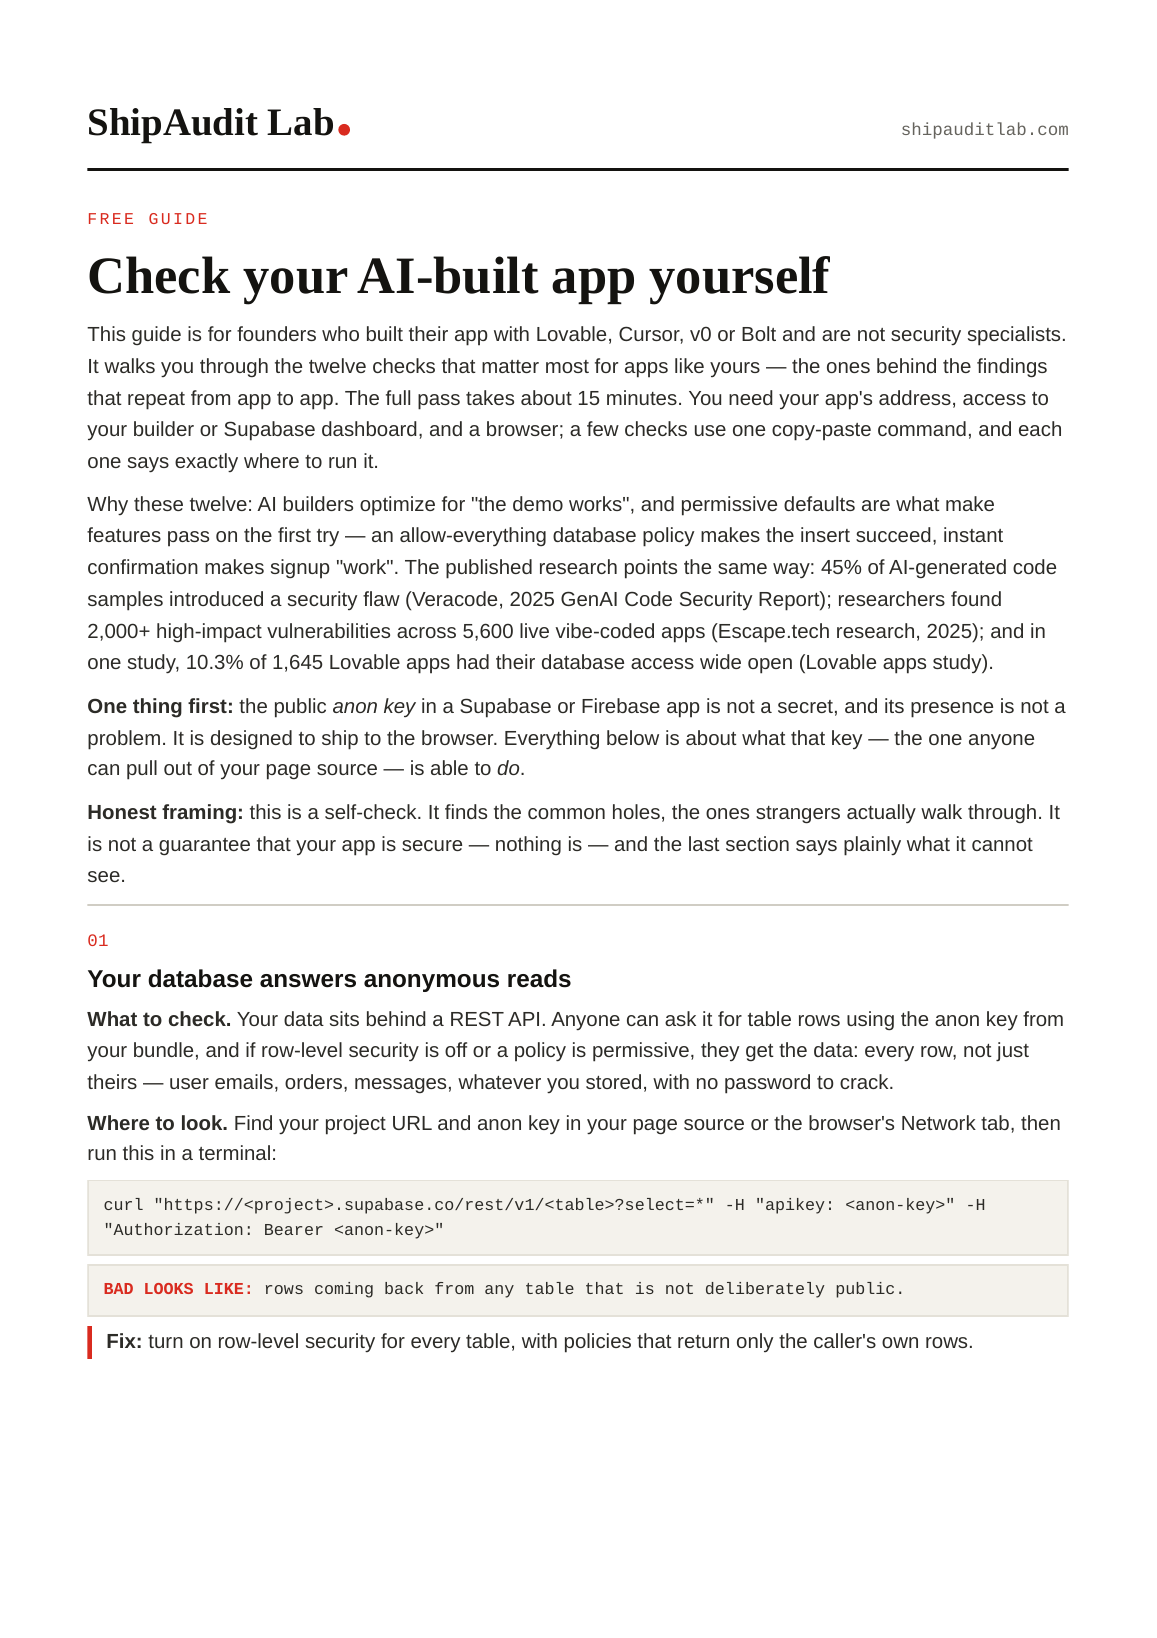 ShipAudit Lab.
shipauditlab.com
FREE GUIDE
Check your AI-built app yourself
This guide is for founders who built their app with Lovable, Cursor, v0 or Bolt and are not security specialists.
It walks you through the twelve checks that matter most for apps like yours — the ones behind the findings
that repeat from app to app. The full pass takes about 15 minutes. You need your app's address, access to
your builder or Supabase dashboard, and a browser; a few checks use one copy-paste command, and each
one says exactly where to run it.
Why these twelve: AI builders optimize for "the demo works", and permissive defaults are what make
features pass on the first try — an allow-everything database policy makes the insert succeed, instant
confirmation makes signup "work". The published research points the same way: 45% of AI-generated code
samples introduced a security flaw (Veracode, 2025 GenAI Code Security Report); researchers found
2,000+ high-impact vulnerabilities across 5,600 live vibe-coded apps (Escape.tech research, 2025); and in
one study, 10.3% of 1,645 Lovable apps had their database access wide open (Lovable apps study).
One thing first: the public anon key in a Supabase or Firebase app is not a secret, and its presence is not a
problem. It is designed to ship to the browser. Everything below is about what that key — the one anyone
can pull out of your page source — is able to do.
Honest framing: this is a self-check. It finds the common holes, the ones strangers actually walk through. It
is not a guarantee that your app is secure — nothing is — and the last section says plainly what it cannot
see.
01
Your database answers anonymous reads
What to check. Your data sits behind a REST API. Anyone can ask it for table rows using the anon key from
your bundle, and if row-level security is off or a policy is permissive, they get the data: every row, not just
theirs — user emails, orders, messages, whatever you stored, with no password to crack.
Where to look. Find your project URL and anon key in your page source or the browser's Network tab, then
run this in a terminal:
curl "https://<project>.supabase.co/rest/v1/<table>?select=*" -H "apikey: <anon-key>" -H
"Authorization: Bearer <anon-key>"
BAD LOOKS LIKE: rows coming back from any table that is not deliberately public.
Fix: turn on row-level security for every table, with policies that return only the caller's own rows.